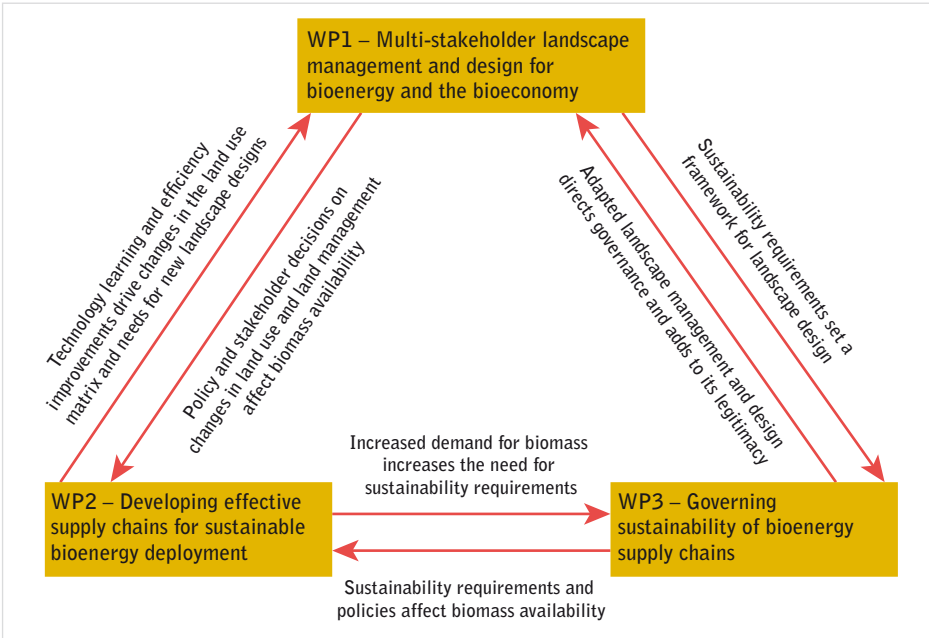 WP1 – Multi-stakeholder landscape
management and design for
bioenergy and the bioeconomy
Technology learning and efficiency
improvements drive changes in the land use
matrix and needs for new landscape designs
Policy and stakeholder decisions on
changes in land use and land management
affect biomass availability
Adapted landscape management and design
directs governance and adds to its legitimacy
Sustainability requirements set a
framework for landscape design
Increased demand for biomass
increases the need for
sustainability requirements
WP2 – Developing effective
supply chains for sustainable
bioenergy deployment
WP3 – Governing
sustainability of bioenergy
supply chains
Sustainability requirements and
policies affect biomass availability